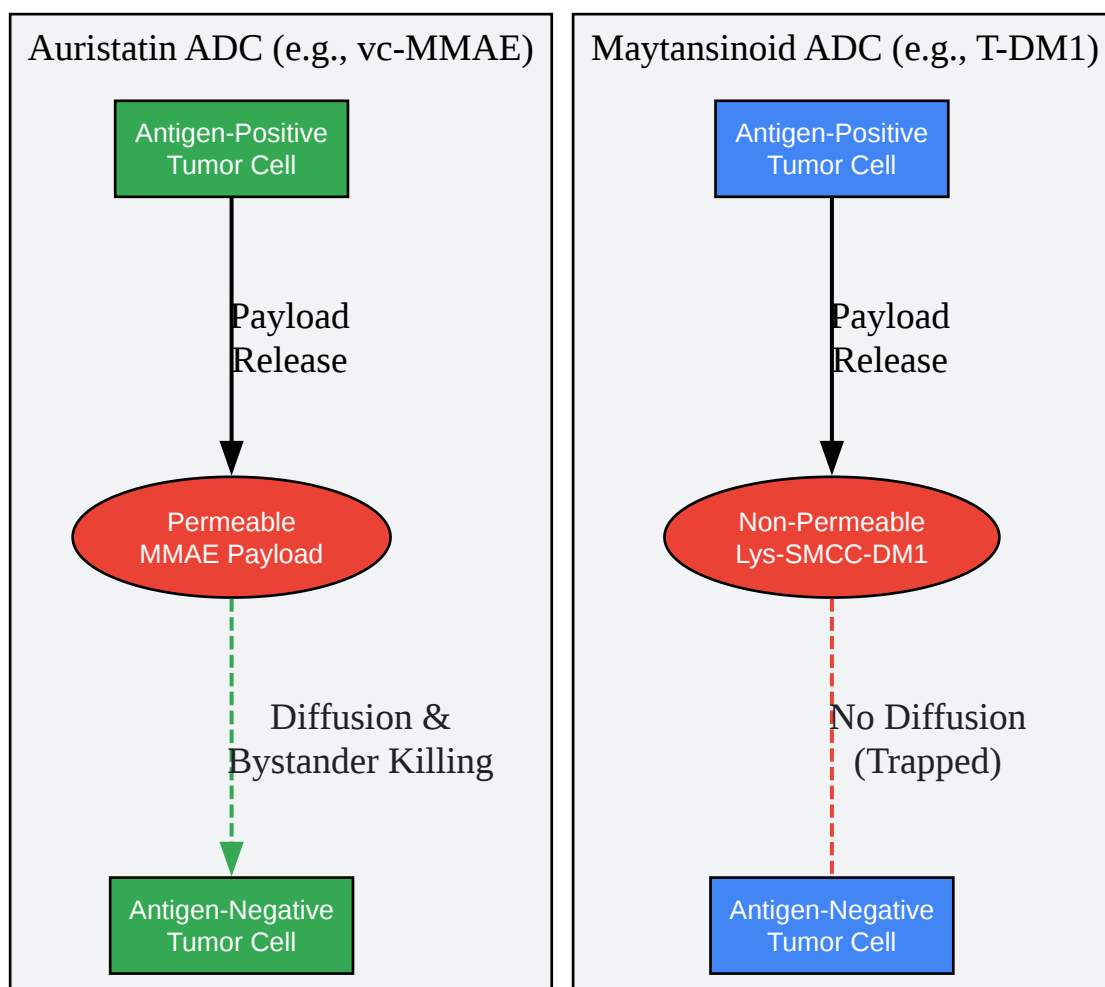 Auristatin ADC (e.g., vc-MMAE)
Antigen-Positive
Tumor Cell
Payload
Release
Permeable
MMAE Payload
Diffusion &
Bystander Killing
Antigen-Negative
Tumor Cell
Maytansinoid ADC (e.g., T-DM1)
Antigen-Positive
Tumor Cell
Payload
Release
Non-Permeable
Lys-SMCC-DM1
No Diffusion
(Trapped)
Antigen-Negative
Tumor Cell